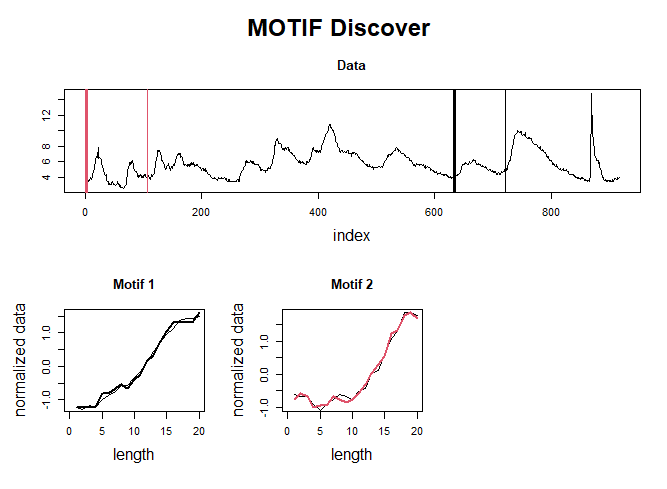 MOTIF Discover
Data
12
8
6
4
0 200 400 600 800
index
Motif 1 Motif 2
normalized data normalized data
1.0 1.0
0.0 0.0
-1.0 -1.0
0 5 10 15 20 0 5 10 15 20
length length